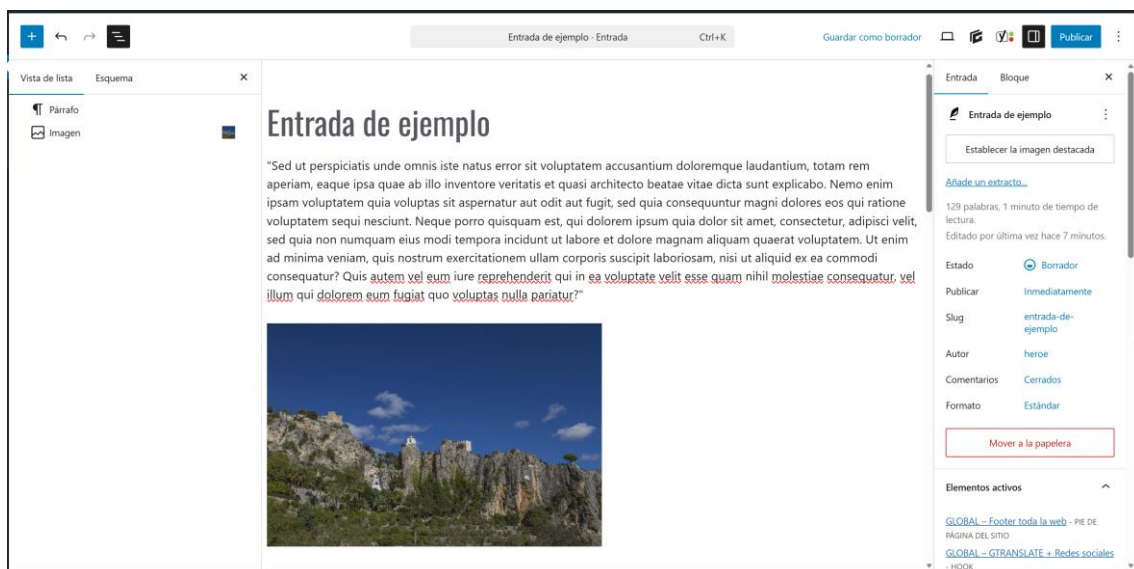 Entrada de ejemplo · Entrada Ctrl+K Guardar como borrador Publicar
Vista de lista Esquema
Párrafo
Imagen
Entrada de ejemplo
"Sed ut perspiciatis unde omnis iste natus error sit voluptatem accusantium doloremque laudantium, totam rem
aperiam, eaque ipsa quae ab illo inventore veritatis et quasi architecto beatae vitae dicta sunt explicabo. Nemo enim
ipsam voluptatem quia voluptas sit aspernatur aut odit aut fugit, sed quia consequuntur magni dolores eos qui ratione
voluptatem sequi nesciunt. Neque porro quisquam est, qui dolorem ipsum quia dolor sit amet, consectetur, adipisci velit,
sed quia non numquam eius modi tempora incidunt ut labore et dolore magnam aliquam quaerat voluptatem. Ut enim
ad minima veniam, quis nostrum exercitationem ullam corporis suscipit laboriosam, nisi ut aliquid ex ea commodi
consequatur? Quis autem vel eum iure reprehenderit qui in ea voluptate velit esse quam nihil molestiae consequatur, vel
illum qui dolorem eum fugiat quo voluptas nulla pariatur?"
Entrada Bloque
Entrada de ejemplo
Establecer la imagen destacada
Añade un extracto...
129 palabras, 1 minuto de tiempo de
lectura.
Editado por última vez hace 7 minutos.
Estado Borrador
Publicar Inmediatamente
Slug entrada-de-
ejemplo
Autor heroe
Comentarios Cerrados
Formato Estándar
Mover a la papelera
Elementos activos
GLOBAL – Footer toda la web - PIE DE
PÁGINA DEL SITIO
GLOBAL – GTRANSLATE + Redes sociales
- HOOK